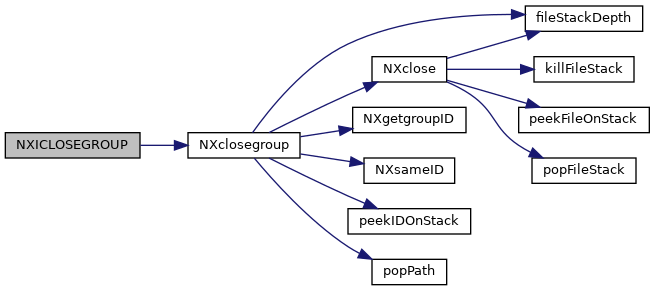 NXICLOSEGROUP
NXclosegroup
fileStackDepth
NXclose
killFileStack
peekFileOnStack
popFileStack
NXgetgroupID
NXsameID
peekIDOnStack
popPath